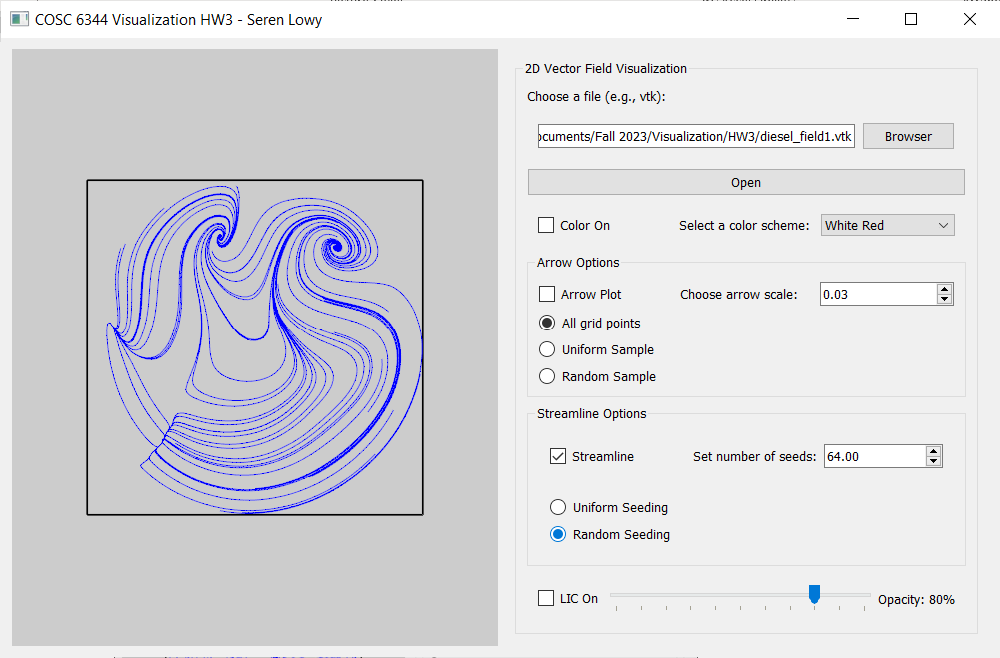 COSC 6344 Visualization HW3 - Seren Lowy
2D Vector Field Visualization
Choose a file (e.g., vtk):
ocuments/Fall 2023/Visualization/HW3/diesel_field1.vtk
Browser
Open
Color On
Select a color scheme:
White Red
Arrow Options
Arrow Plot
Choose arrow scale:
0.03
All grid points
Uniform Sample
Random Sample
Streamline Options
Streamline
Set number of seeds:
64.00
Uniform Seeding
Random Seeding
LIC On
Opacity: 80%